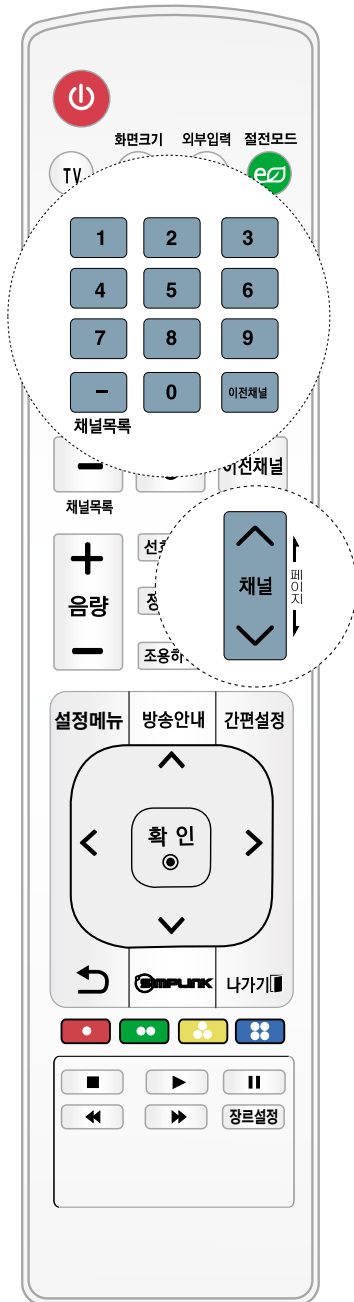 화면크기 외부입력 절전모드
TV
1 2 3
4 5 6
7 8 9
- 0 이전채널
채널목록
이전채널
채널목록
음량
채널
페이지
조용하
설정메뉴 방송안내 간편설정
확인
SIMPLINK 나가기
장르설정